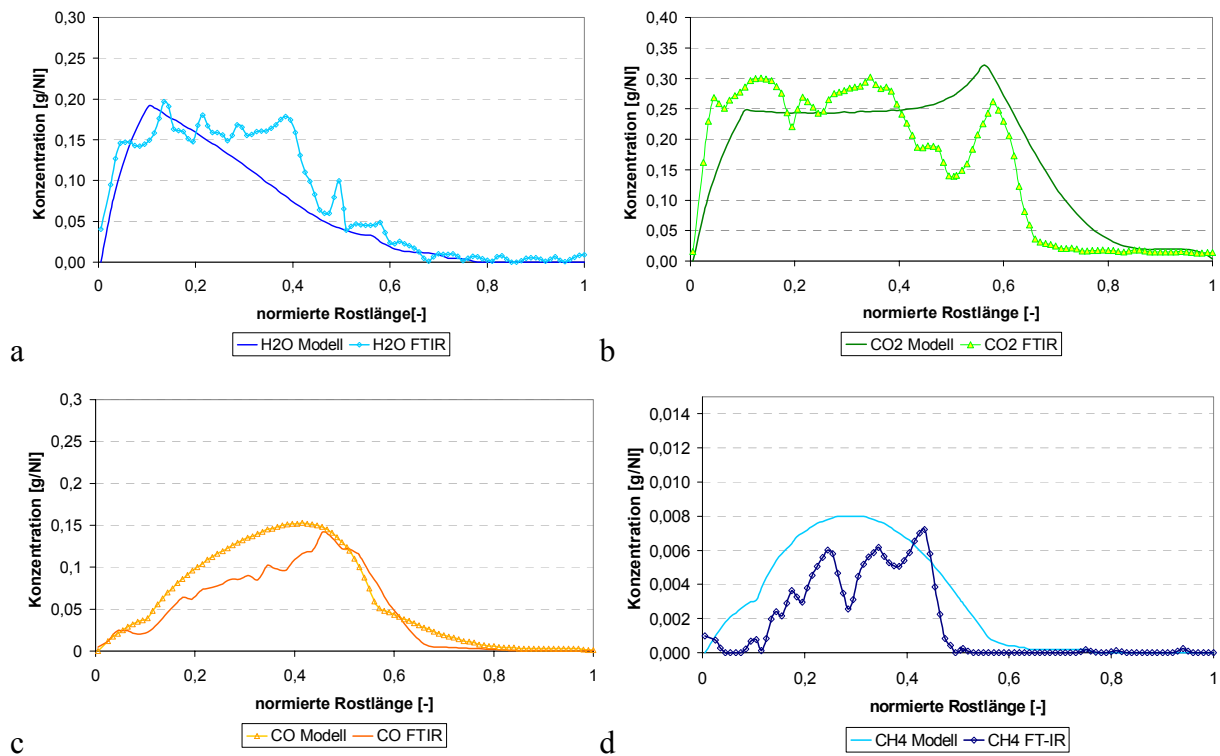 Konzentration [g/Nl]
0,30
0,25
0,20
0,15
0,10
0,05
0,00
0 0,2 0,4 0,6 0,8 1
normierte Rostlänge[-]
H2O Modell H2O FTIR
a
Konzentration [g/Nl]
0,40
0,35
0,30
0,25
0,20
0,15
0,10
0,05
0,00
0 0,2 0,4 0,6 0,8 1
normierte Rostlänge [-]
CO2 Modell CO2 FTIR
b
Konzentration [g/Nl]
0,3
0,25
0,2
0,15
0,1
0,05
0
0 0,2 0,4 0,6 0,8 1
normierte Rostlänge [-]
CO Modell CO FTIR
c
Konzentration [g/Nl]
0,014
0,012
0,010
0,008
0,006
0,004
0,002
0,000
0 0,2 0,4 0,6 0,8 1
normierte Rostlänge [-]
CH4 Modell CH4 FT-IR
d